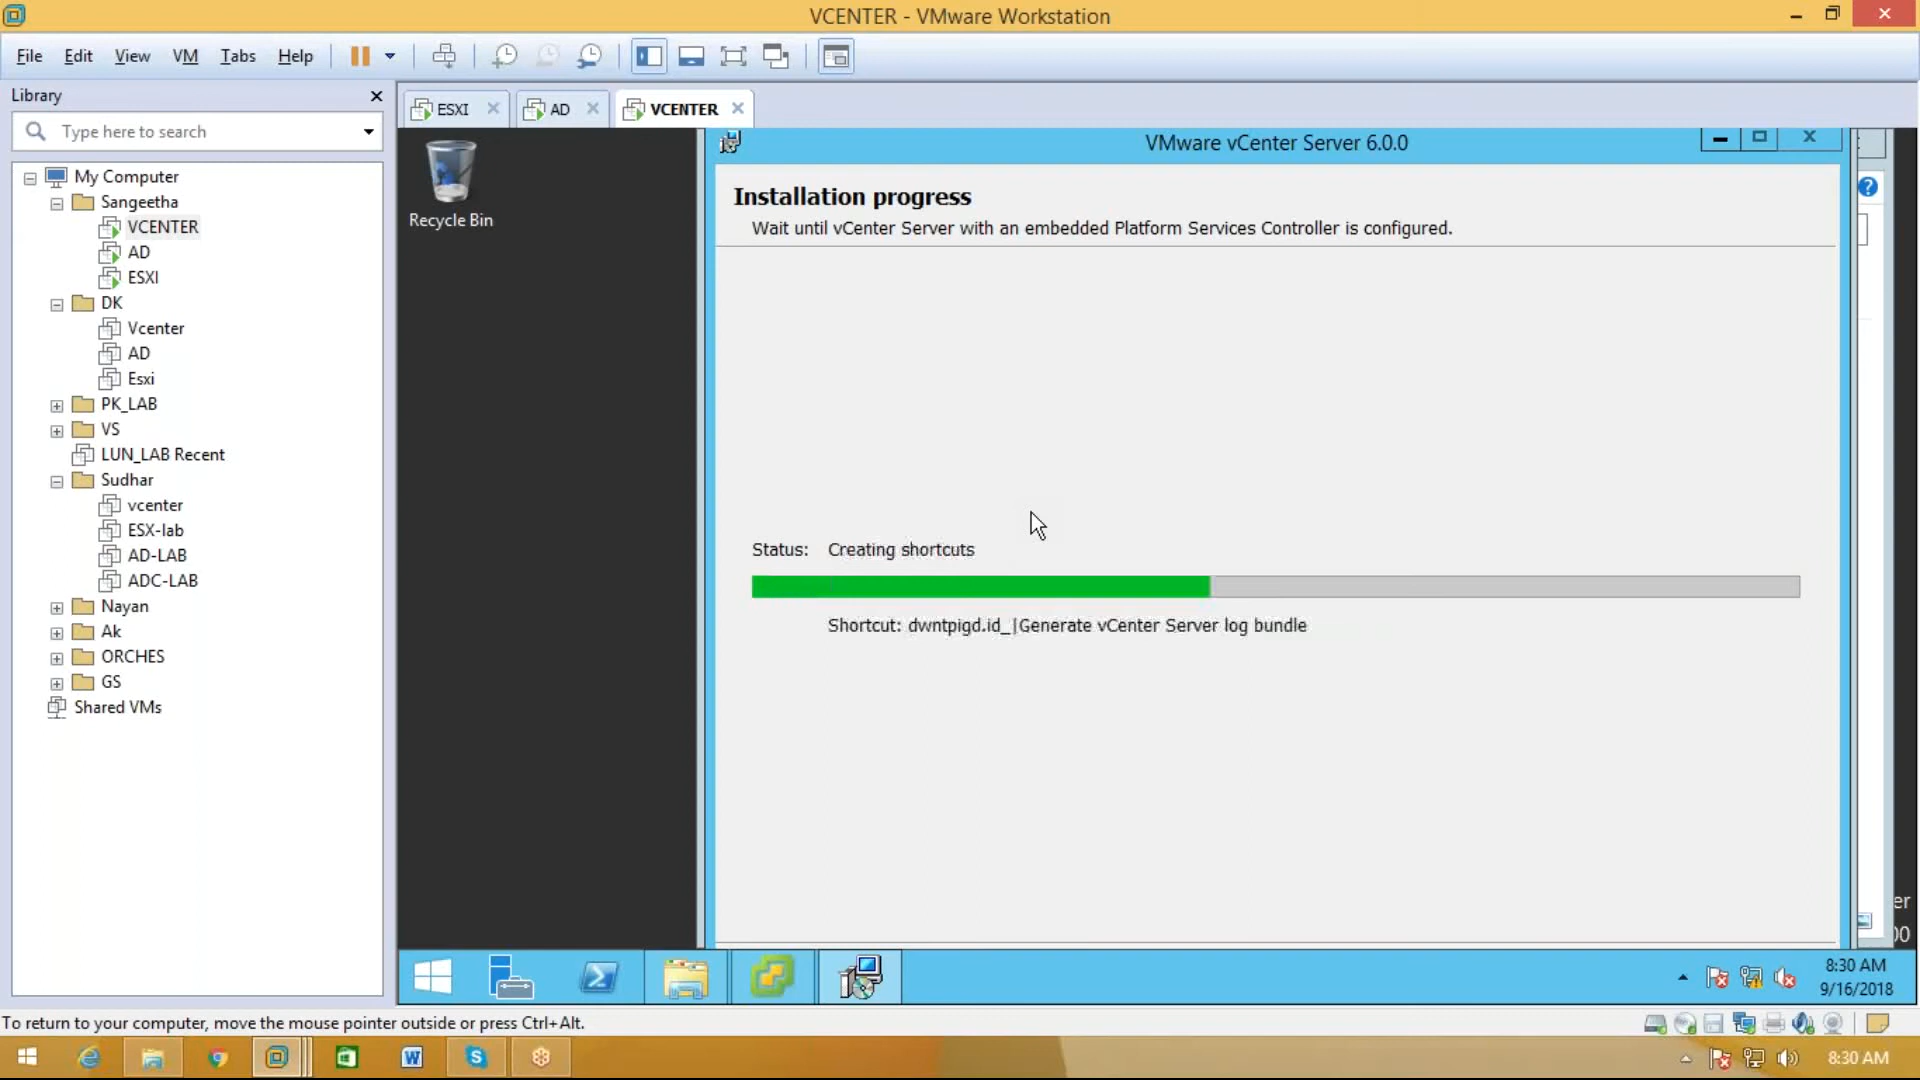 VCENTER - VMware Workstation
File Edit View VM Tabs Help
Library
Type here to search
My Computer
Sangeetha
VCENTER
AD
ESXI
DK
Vcenter
AD
Esxi
PK_LAB
VS
LUN_LAB Recent
Sudhar
vcenter
ESX-lab
AD-LAB
ADC-LAB
Nayan
Ak
ORCHES
GS
Shared VMs
ESXI AD VCENTER
Recycle Bin
VMware vCenter Server 6.0.0
Installation progress
Wait until vCenter Server with an embedded Platform Services Controller is configured.
Status: Creating shortcuts
Shortcut: dwntpigd.id_|Generate vCenter Server log bundle
er
00
8:30 AM
9/16/2018
To return to your computer, move the mouse pointer outside or press Ctrl+Alt.
8:30 AM